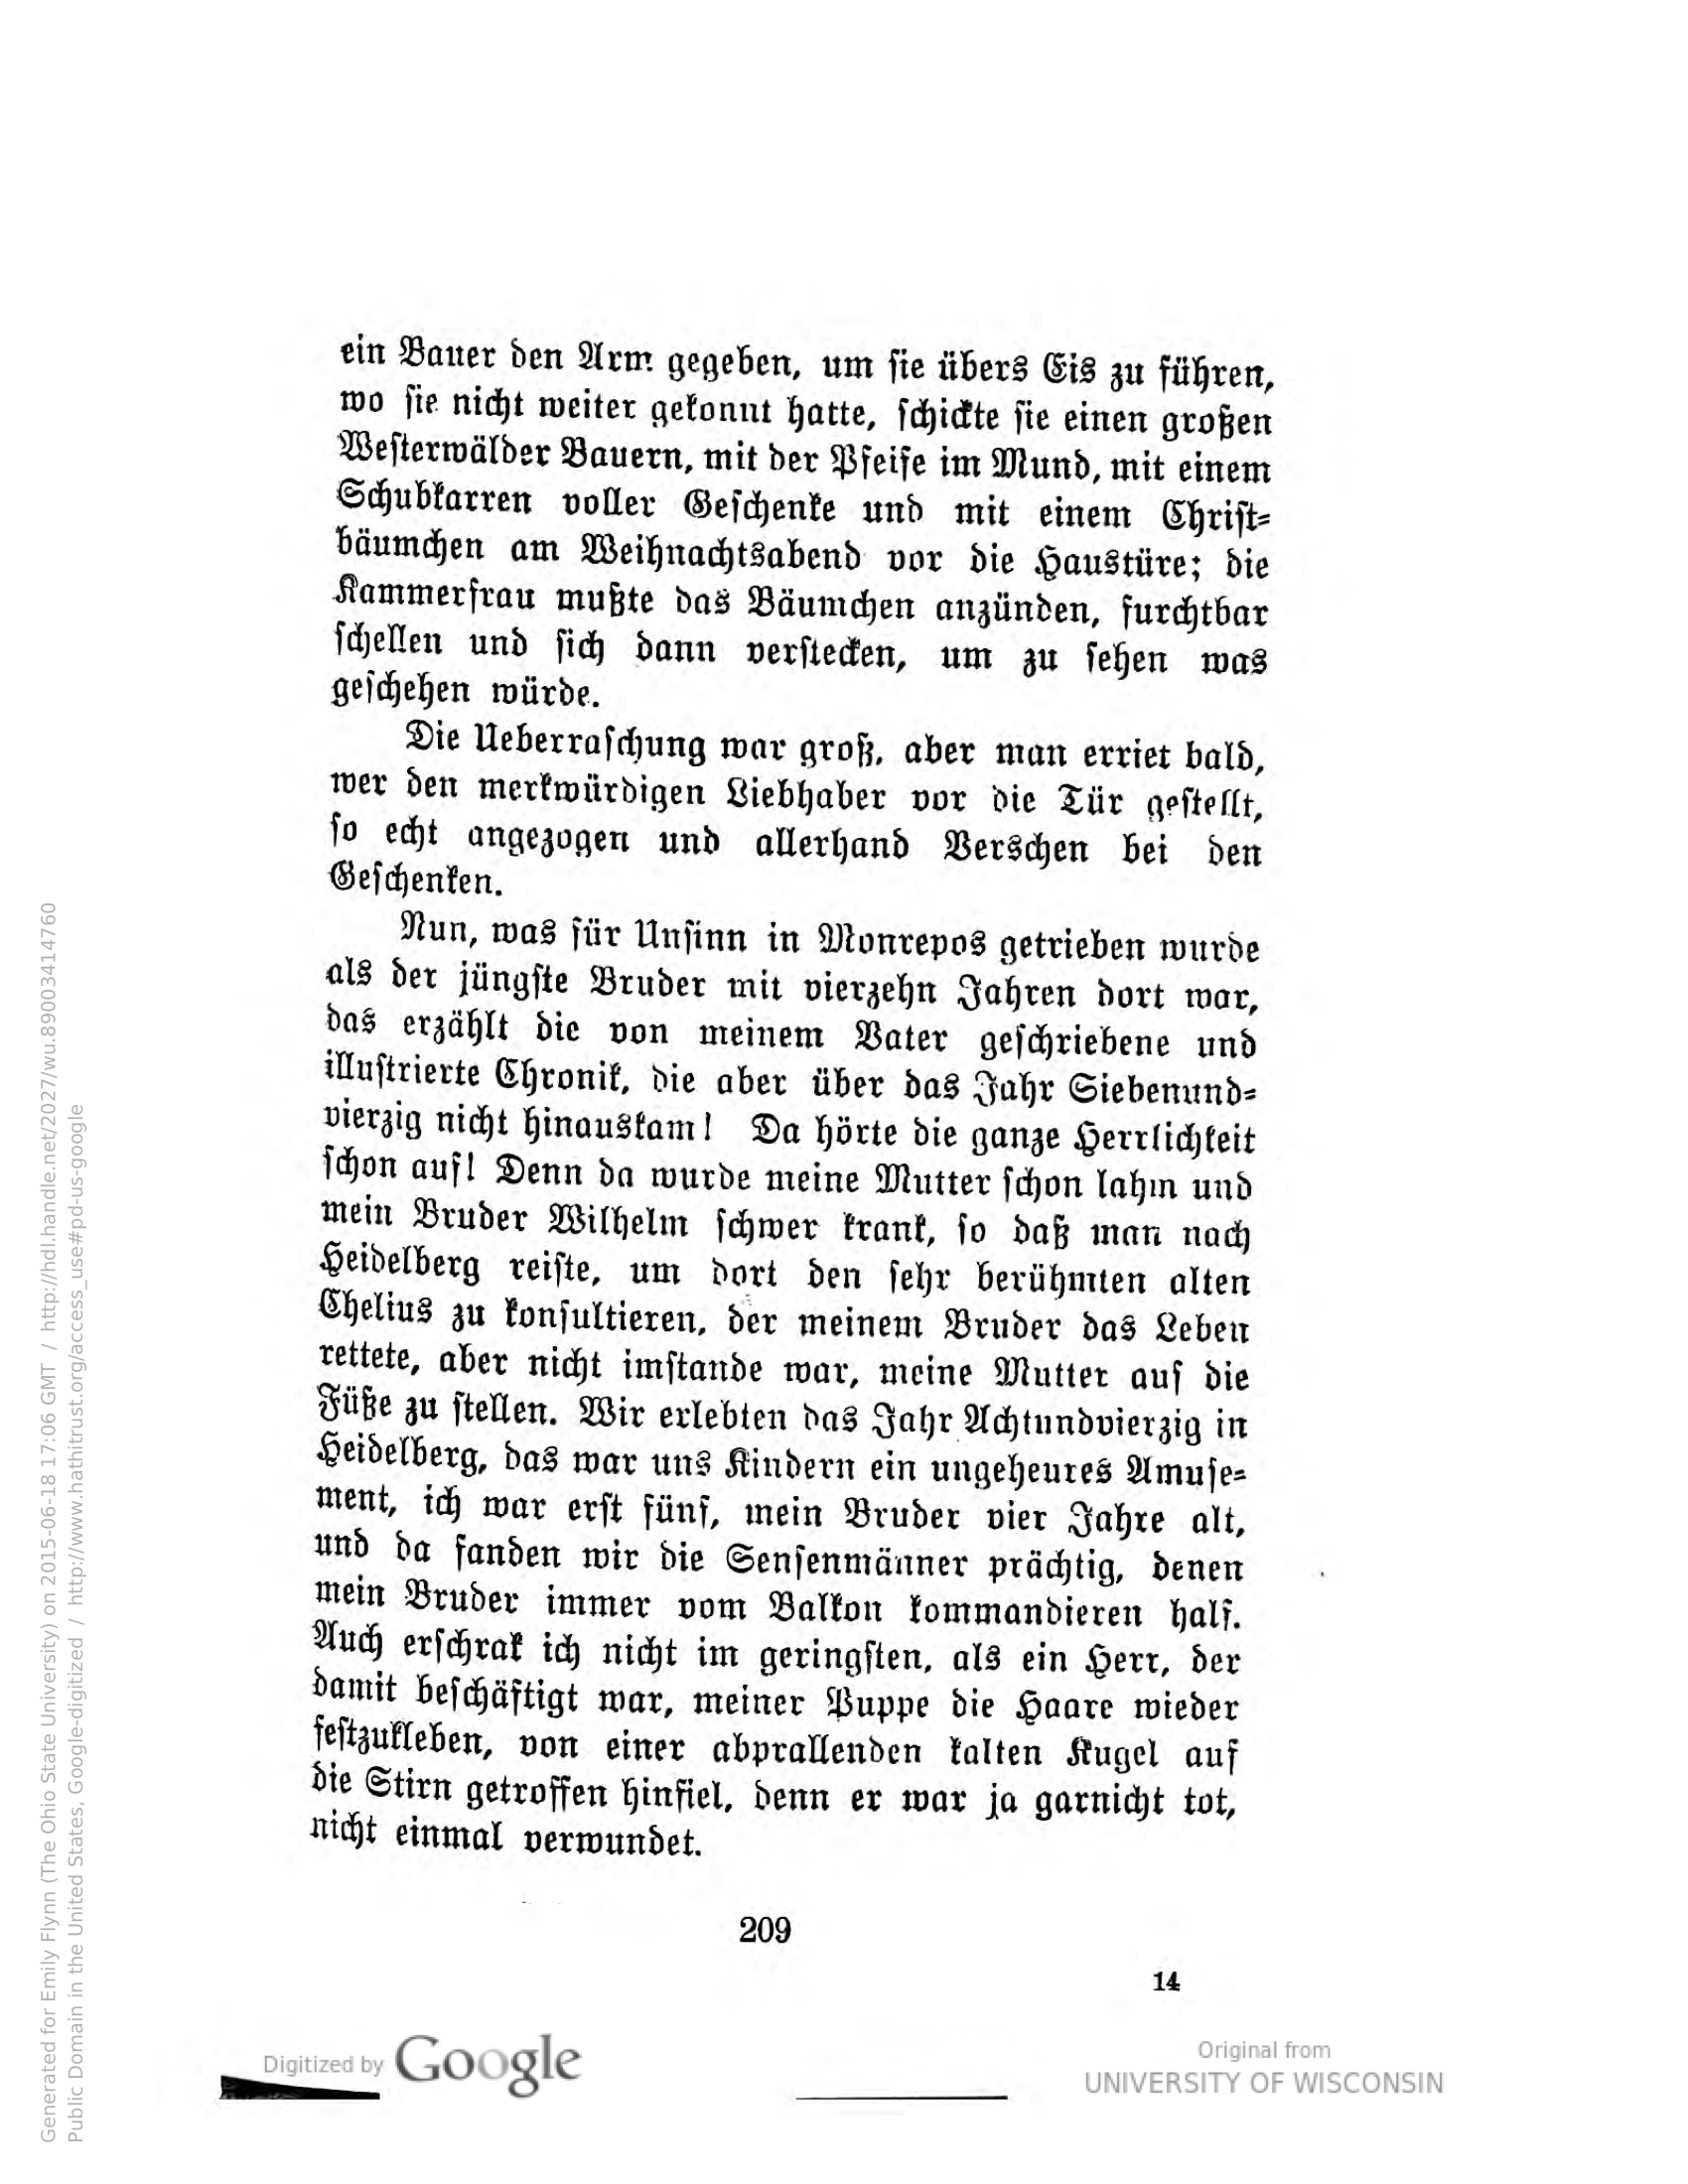 ein Bauer den Arm gegeben, um sie übers Eis zu führen,
wo sie nicht weiter gekonnt hatte, schickte sie einen großen
Westerwälder Bauern, mit der Pfeife im Mund, mit einem
Schubkarren voller Geschenke und mit einem Christ-
bäumchen am Weihnachtsabend vor die Haustüre; die
Kammerfrau mußte das Bäumchen anzünden, furchtbar
schellen und sich dann verstecken, um zu sehen was
geschehen würde.
Die Ueberraschung war groß, aber man erriet bald,
wer den merkwürdigen Liebhaber vor die Tür gestellt,
so echt angezogen und allerhand Verschen bei den
Geschenken.
Nun, was für Unsinn in Monrepos getrieben wurde
als der jüngste Bruder mit vierzehn Jahren dort war,
das erzählt die von meinem Vater geschriebene und
illustrierte Chronik, die aber über das Jahr Siebenund-
vierzig nicht hinauskam! Da hörte die ganze Herrlichkeit
schon auf! Denn da wurde meine Mutter schon lahm und
mein Bruder Wilhelm schwer krank, so daß man nach
Heidelberg reiste, um dort den sehr berühmten alten
Chelius zu konsultieren, der meinem Bruder das Leben
rettete, aber nicht imstande war, meine Mutter auf die
Füße zu stellen. Wir erlebten das Jahr Achtundvierzig in
Heidelberg, das war uns Kindern ein ungeheures Amuse-
ment, ich war erst fünf, mein Bruder vier Jahre alt,
und da fanden wir die Sensenmänner prächtig, denen
mein Bruder immer vom Balkon kommandieren half.
Auch erschrak ich nicht im geringsten, als ein Herr, der
damit beschäftigt war, meiner Puppe die Haare wieder
festzukleben, von einer abprallenden kalten Kugel auf
die Stirn getroffen hinfiel, denn er war ja garnicht tot,
nicht einmal verwundet.
209
14
Digitized by Google
Original from
UNIVERSITY OF WISCONSIN
Generated for Emily Flynn (The Ohio State University) on 2015-06-18 17:06 GMT / http://hdl.handle.net/2027/wu.89003414760
Public Domain in the United States, Google-digitized / http://www.hathitrust.org/access_use#pd-us-google